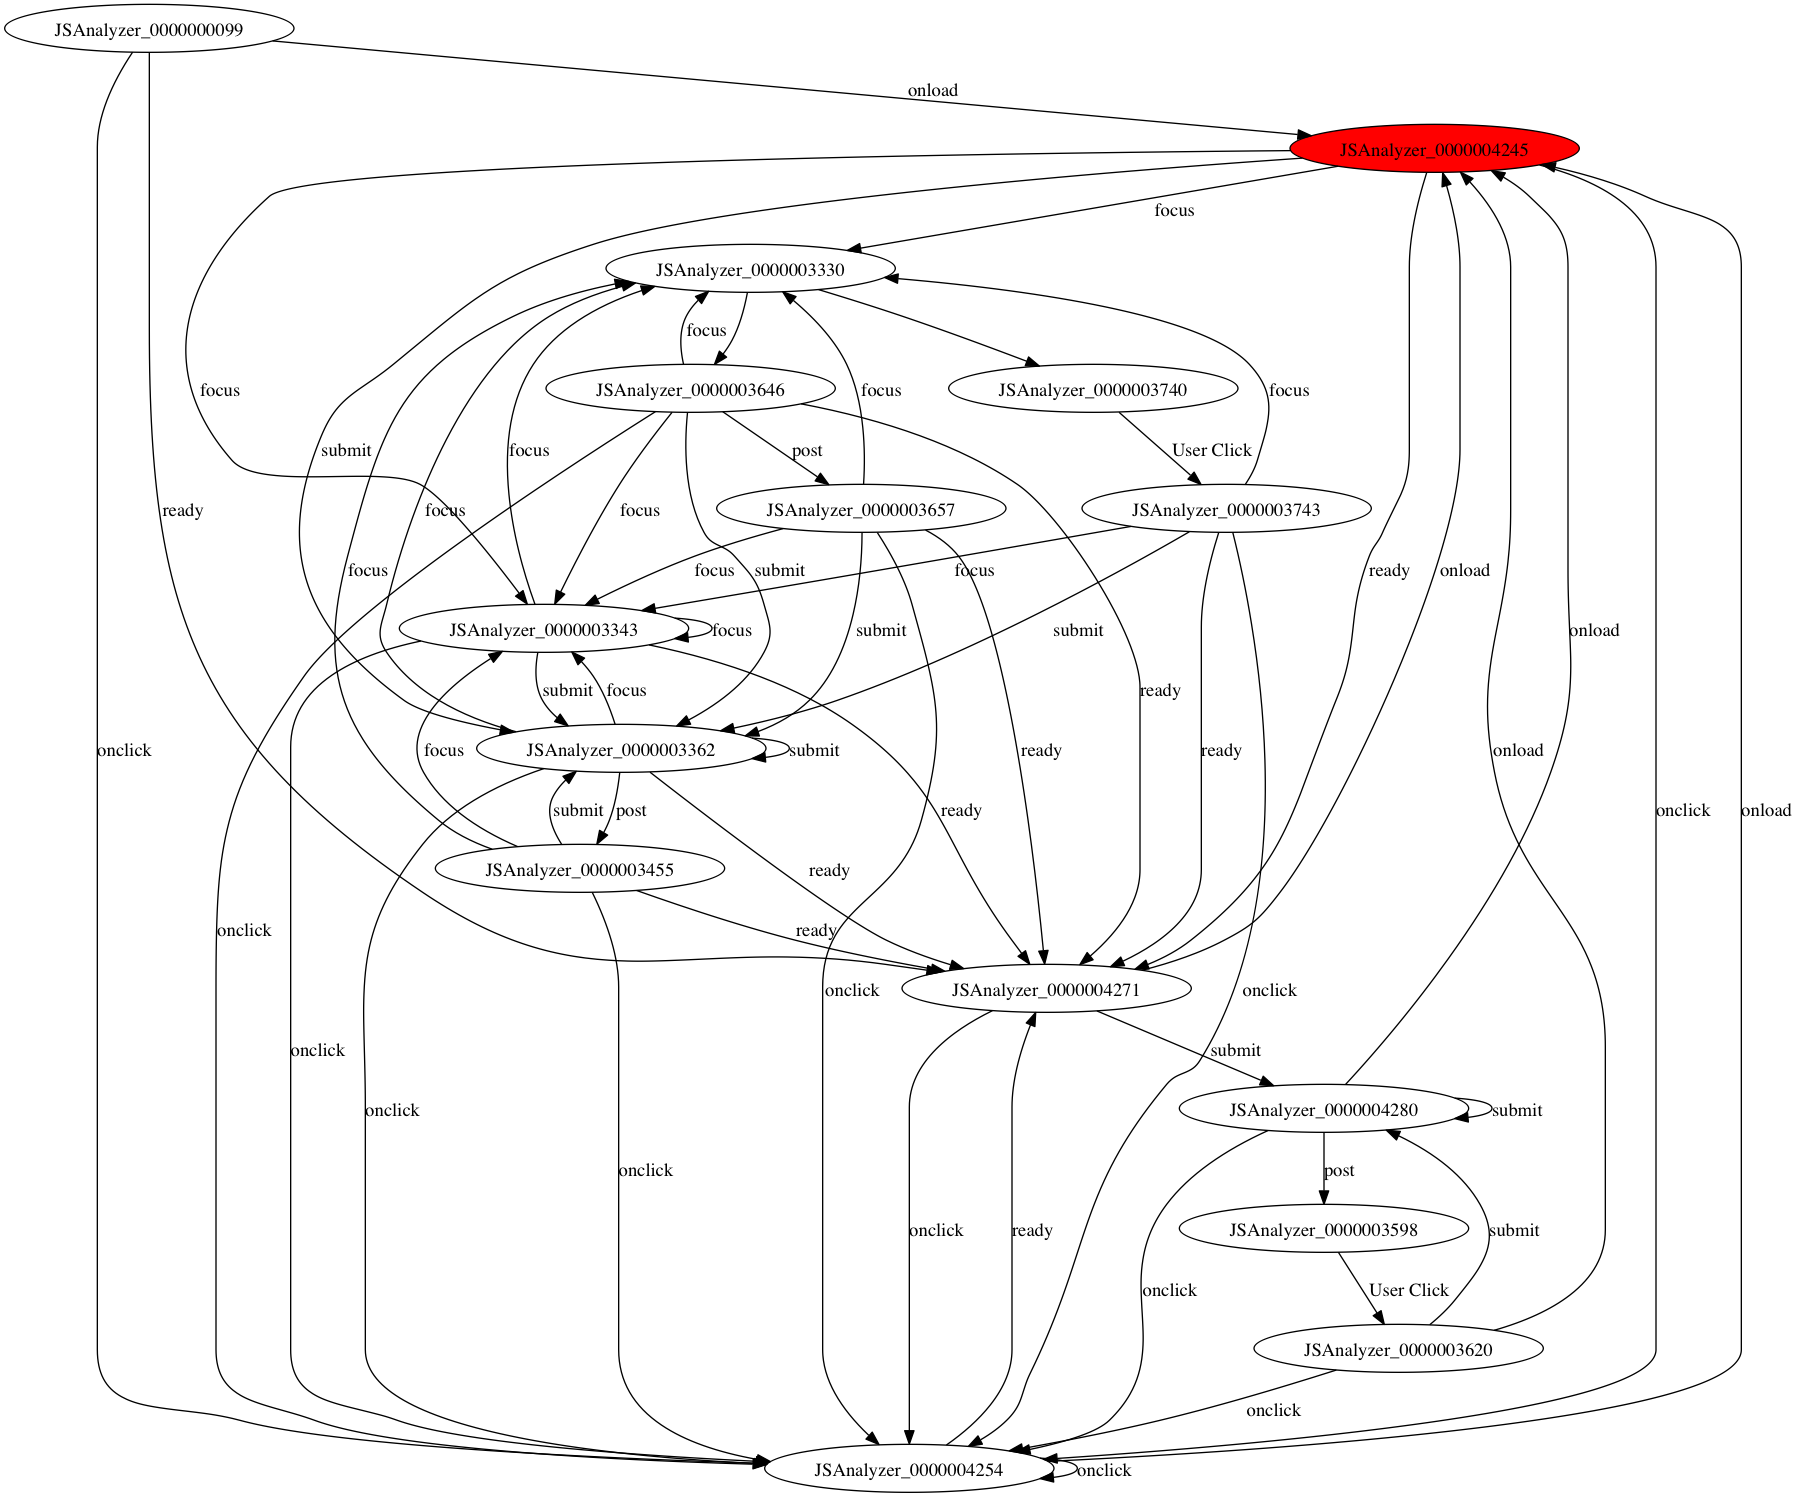 JSAnalyzer_0000000099
onload
JSAnalyzer_0000004245
focus
JSAnalyzer_0000003330
focus
JSAnalyzer_0000003646
JSAnalyzer_0000003740
focus
focus
focus
submit
focus
post
User Click
ready
focus
focus
JSAnalyzer_0000003657
JSAnalyzer_0000003743
focus
submit
focus
focus
ready
onload
JSAnalyzer_0000003343
focus
submit
submit
onload
submit
focus
ready
onclick
focus
JSAnalyzer_0000003362
submit
ready
ready
onload
submit
post
ready
onclick
onload
JSAnalyzer_0000003455
ready
onclick
ready
JSAnalyzer_0000004271
onclick
onclick
onclick
submit
onclick
JSAnalyzer_0000004280
submit
onclick
post
onclick
ready
JSAnalyzer_0000003598
submit
onclick
User Click
JSAnalyzer_0000003620
onclick
JSAnalyzer_0000004254
onclick